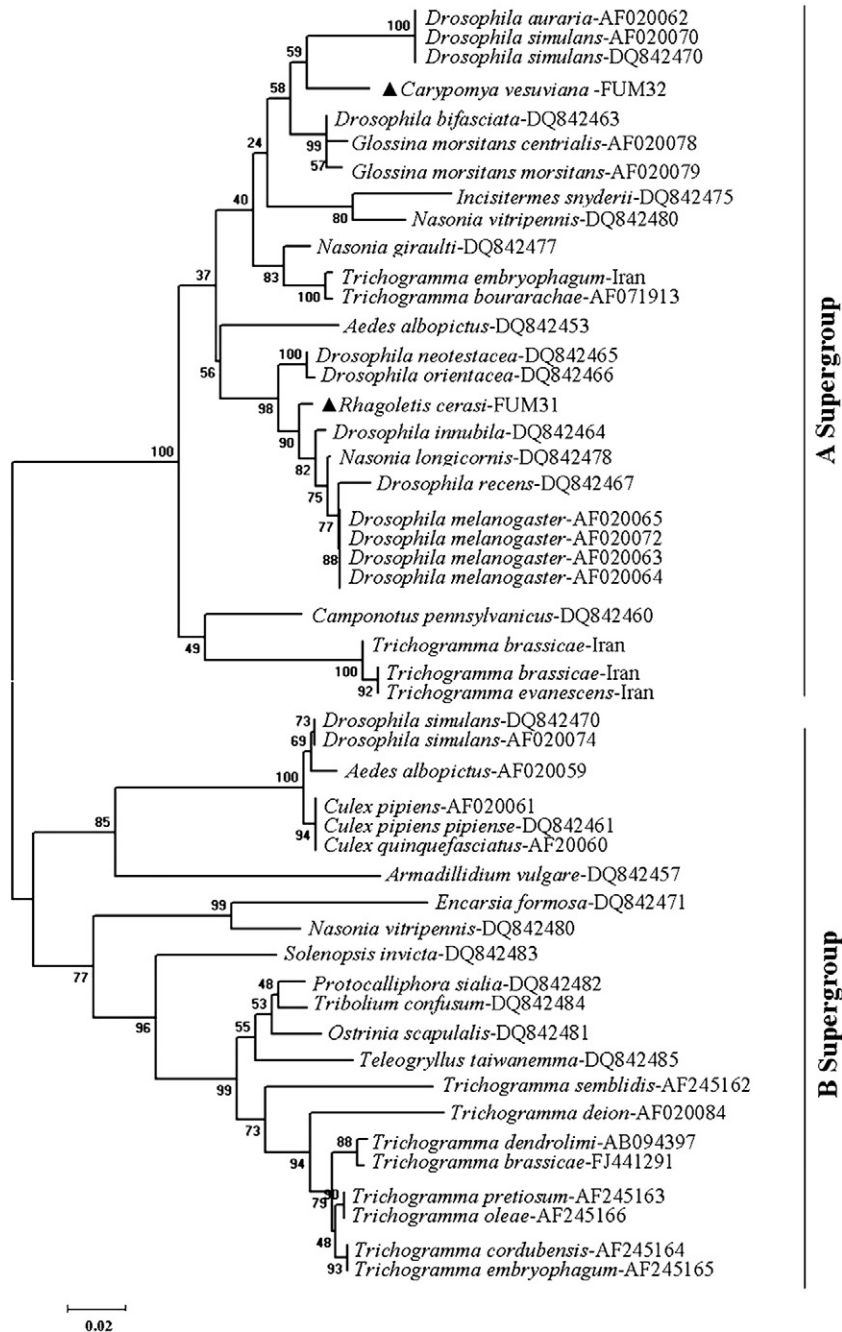 100
Drosophila auraria-AF020062
Drosophila simulans-AF020070
Drosophila simulans-DQ842470
59
▲Carypomya vesuviana -FUM32
58
Drosophila bifasciata-DQ842463
99
Glossina morsitans centrialis-AF020078
57
Glossina morsitans morsitans-AF020079
24
Incisitermes snyderii-DQ842475
80
Nasonia vitripennis-DQ842480
40
Nasonia giraulti-DQ842477
83
Trichogramma embryophagum-Iran
100
Trichogramma bourarachae-AF071913
37
Aedes albopictus-DQ842453
56
100
Drosophila neotestacea-DQ842465
Drosophila orientacea-DQ842466
98
▲Rhagoletis cerasi-FUM31
90
Drosophila innubila-DQ842464
82
Nasonia longicornis-DQ842478
75
Drosophila recens-DQ842467
77
Drosophila melanogaster-AF020065
Drosophila melanogaster-AF020072
88
Drosophila melanogaster-AF020063
Drosophila melanogaster-AF020064
100
Camponotus pennsylvanicus-DQ842460
49
Trichogramma brassicae-Iran
100
Trichogramma brassicae-Iran
92
Trichogramma evanescens-Iran
A Supergroup
73
Drosophila simulans-DQ842470
69
Drosophila simulans-AF020074
100
Aedes albopictus-AF020059
Culex pipiens-AF020061
Culex pipiens pipiense-DQ842461
94
Culex quinquefasciatus-AF20060
85
Armadillidium vulgare-DQ842457
99
Encarsia formosa-DQ842471
Nasonia vitripennis-DQ842480
77
Solenopsis invicta-DQ842483
96
48
Protocalliphora sialia-DQ842482
53
Tribolium confusum-DQ842484
55
Ostrinia scapulalis-DQ842481
Teleogryllus taiwanemma-DQ842485
99
Trichogramma semblidis-AF245162
73
Trichogramma deion-AF020084
94
88
Trichogramma dendrolimi-AB094397
Trichogramma brassicae-FJ441291
79
90
Trichogramma pretiosum-AF245163
Trichogramma oleae-AF245166
48
Trichogramma cordubensis-AF245164
93
Trichogramma embryophagum-AF245165
B Supergroup
0.02